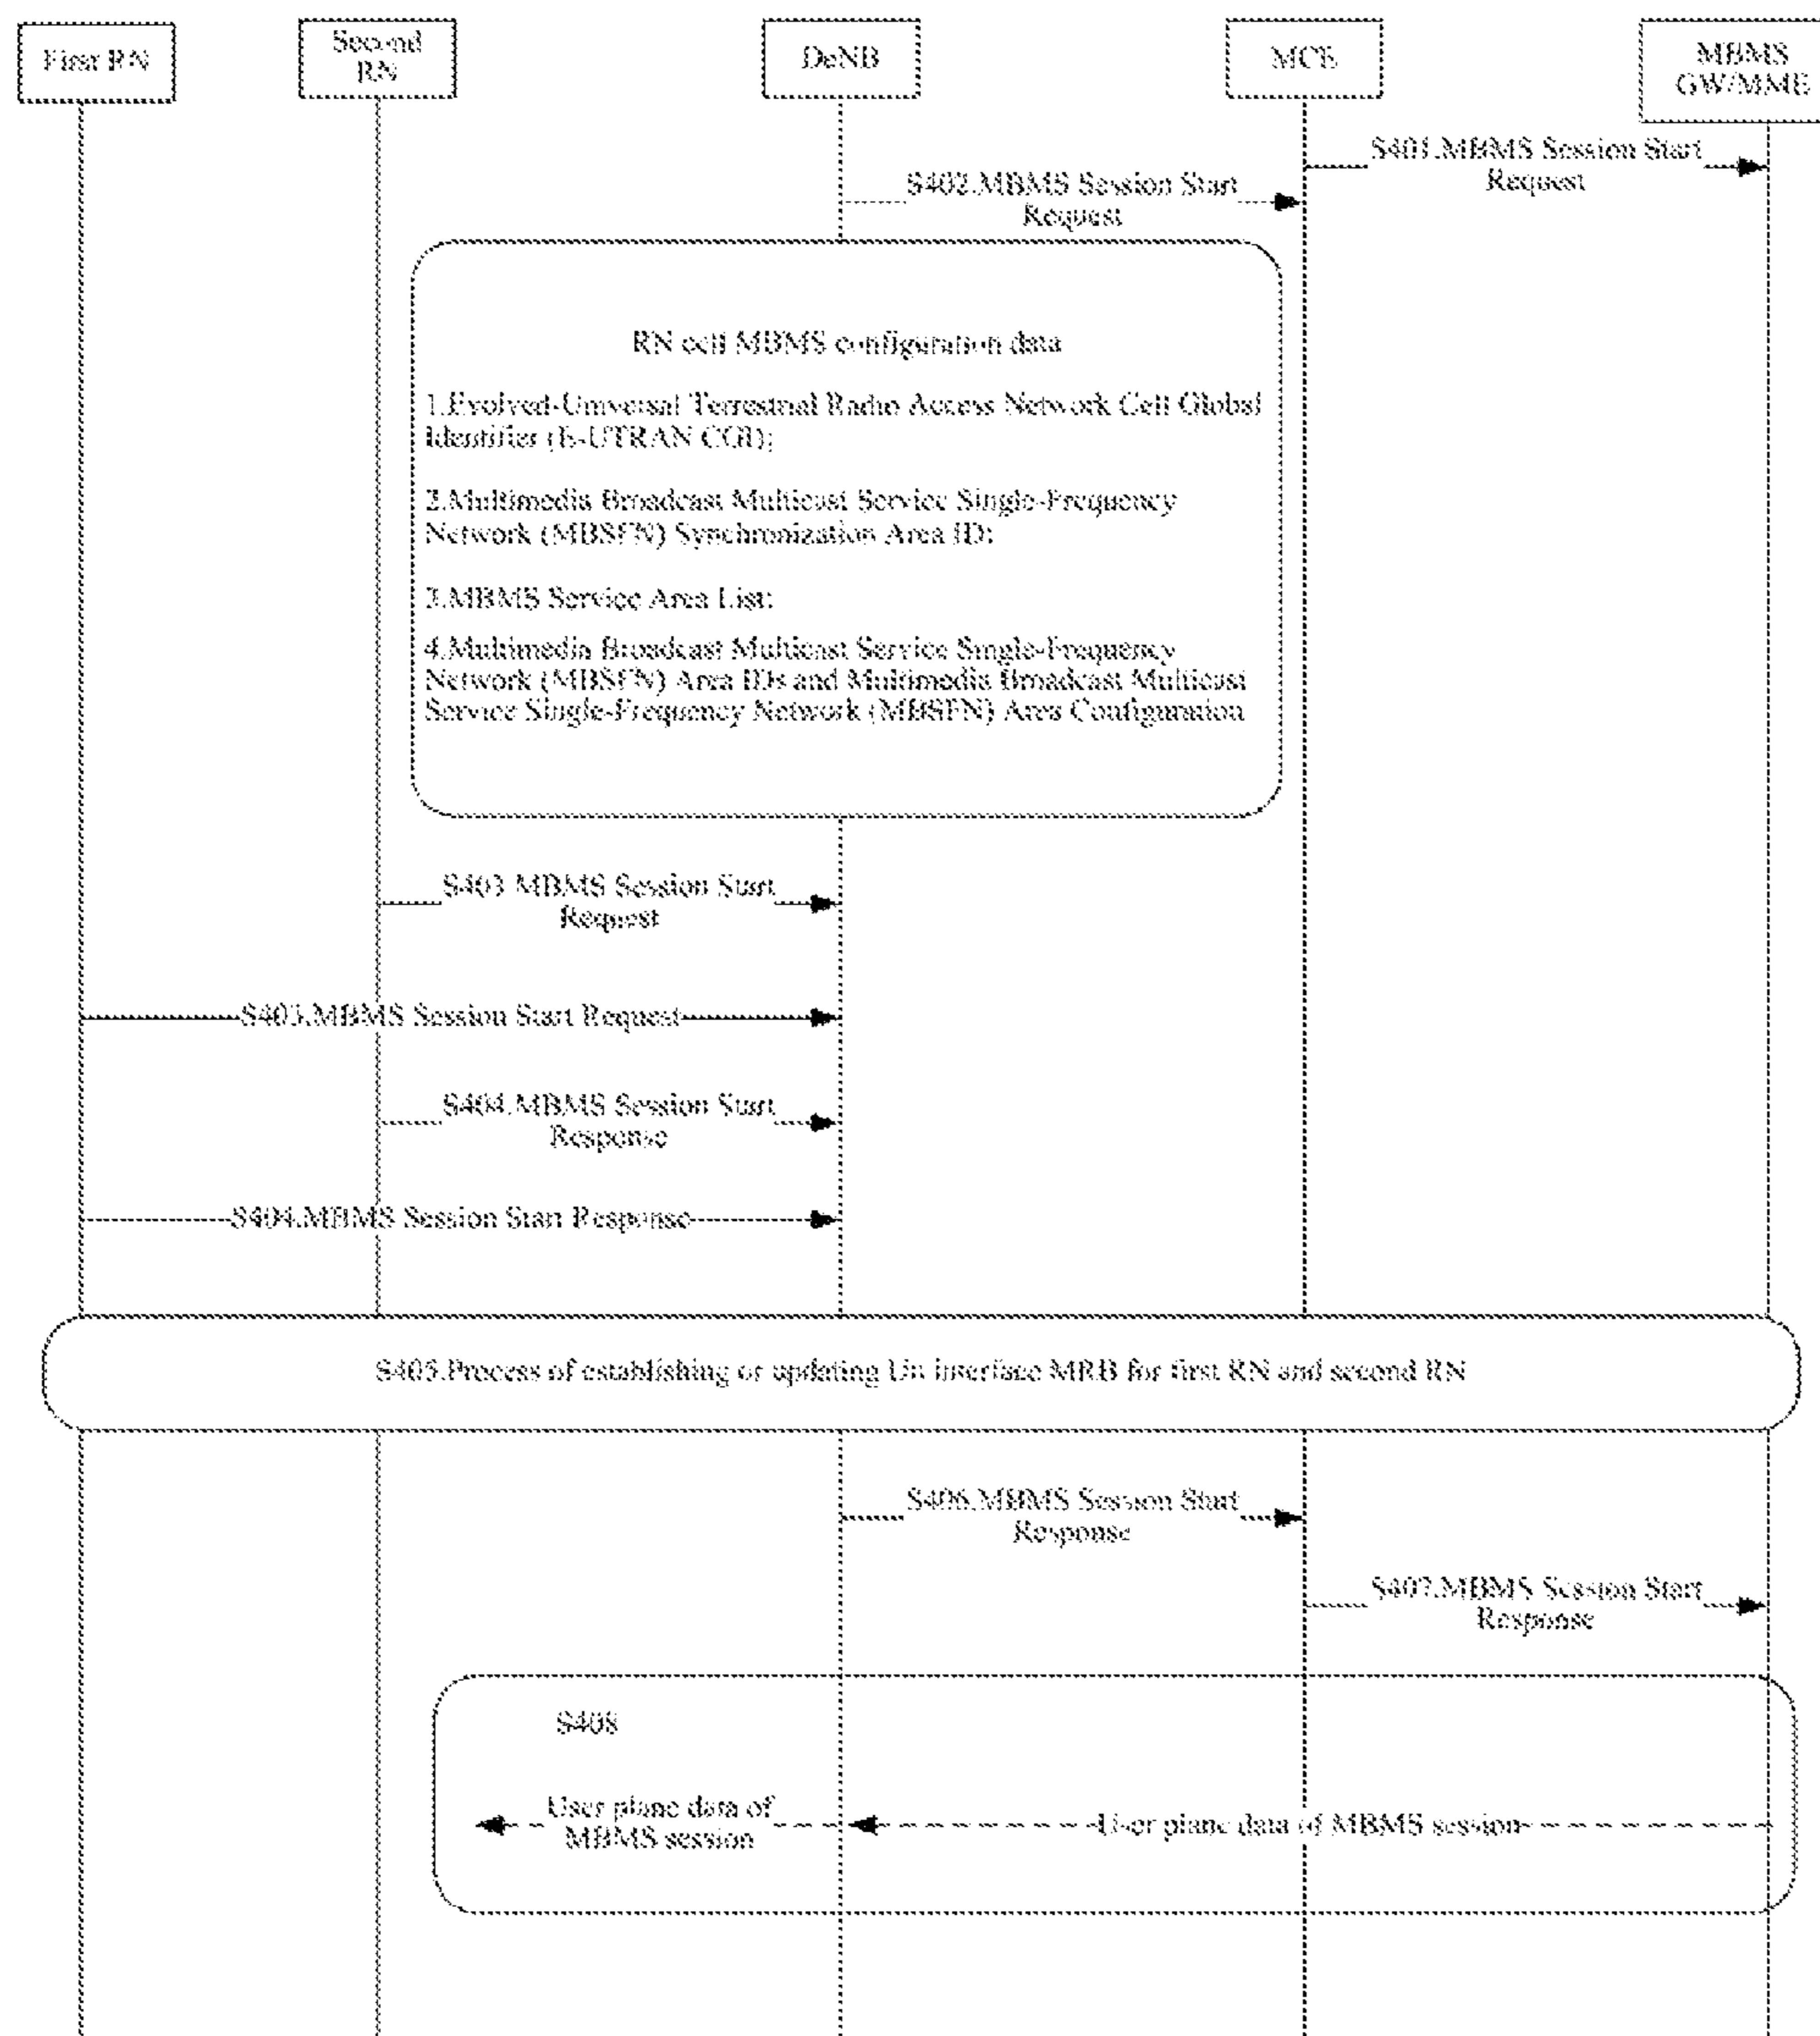 First RN
Second
RN
DeNB
MCE
MBMS
GW/MME
S401.MBMS Session Start
Request
S402.MBMS Session Start
Request
RN cell MBMS configuration data
1.Evolved-Universal Terrestrial Radio Access Network Cell Global
Identifier (E-UTRAN CGI);
2.Multimedia Broadcast Multicast Service Single-Frequency
Network (MBSFN) Synchronization Area ID;
3.MBMS Service Area List;
4.Multimedia Broadcast Multicast Service Single-Frequency
Network (MBSFN) Area IDs and Multimedia Broadcast Multicast
Service Single-Frequency Network (MBSFN) Area Configuration
S403.MBMS Session Start
Request
S403.MBMS Session Start Request
S404.MBMS Session Start
Response
S404.MBMS Session Start Response
S405.Process of establishing or updating Un interface MRB for first RN and second RN
S406.MBMS Session Start
Response
S407.MBMS Session Start
Response
S408
User plane data of
MBMS session
User plane data of MBMS session